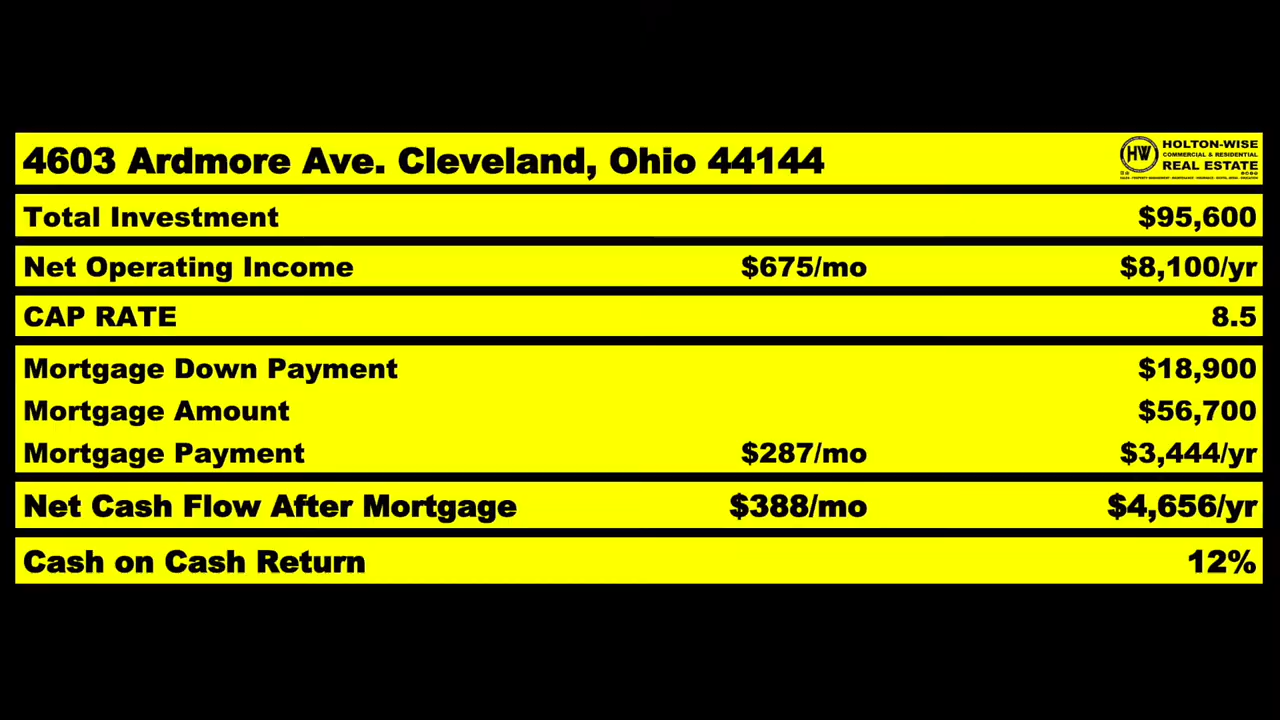 4603 Ardmore Ave. Cleveland, Ohio 44144
HW
HOLTON-WISE
COMMERCIAL & RESIDENTIAL
REAL ESTATE
Total Investment $95,600
Net Operating Income $675/mo $8,100/yr
CAP RATE 8.5
Mortgage Down Payment $18,900
Mortgage Amount $56,700
Mortgage Payment $287/mo $3,444/yr
Net Cash Flow After Mortgage $388/mo $4,656/yr
Cash on Cash Return 12%